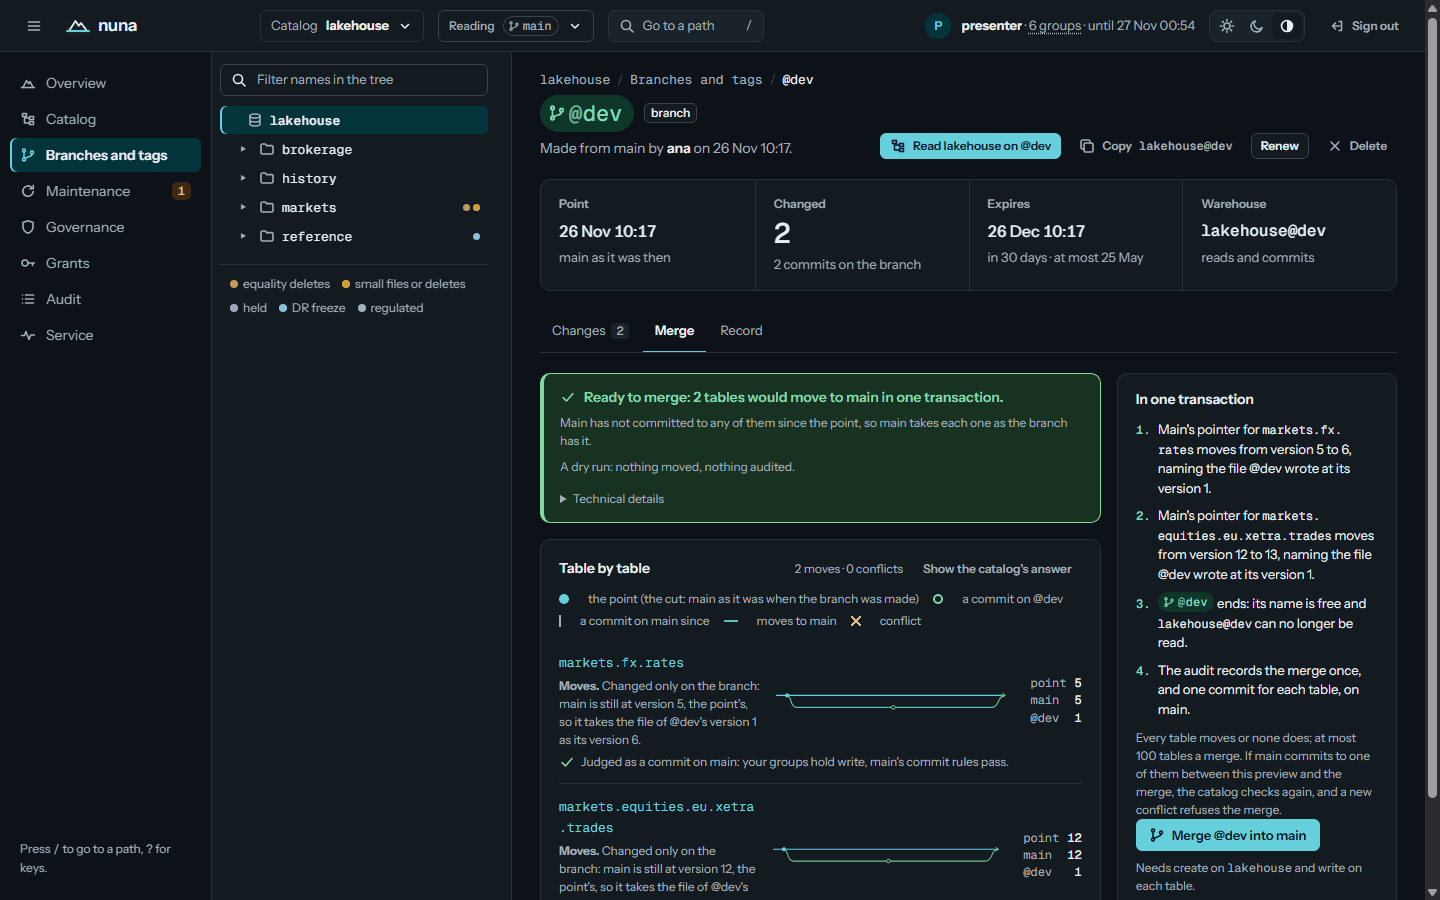 nuna
Catalog lakehouse
Reading main
Go to a path /
P presenter · 6 groups · until 27 Nov 00:54
Sign out
Overview
Catalog
Branches and tags
Maintenance 1
Governance
Grants
Audit
Service
Press / to go to a path, ? for
keys.
Filter names in the tree
lakehouse
brokerage
history
markets
reference
equality deletes small files or deletes
held DR freeze regulated
lakehouse / Branches and tags / @dev
@dev branch
Made from main by ana on 26 Nov 10:17.
Read lakehouse on @dev
Copy lakehouse@dev
Renew
Delete
Point
26 Nov 10:17
main as it was then
Changed
2
2 commits on the branch
Expires
26 Dec 10:17
in 30 days · at most 25 May
Warehouse
lakehouse@dev
reads and commits
Changes 2
Merge
Record
Ready to merge: 2 tables would move to main in one transaction.
Main has not committed to any of them since the point, so main takes each one as the branch
has it.
A dry run: nothing moved, nothing audited.
Technical details
Table by table
2 moves · 0 conflicts
Show the catalog's answer
the point (the cut: main as it was when the branch was made) a commit on @dev
a commit on main since moves to main conflict
markets.fx.rates
Moves. Changed only on the branch:
main is still at version 5, the point's,
so it takes the file of @dev's version 1
as its version 6.
point 5
main 5
@dev 1
Judged as a commit on main: your groups hold write, main's commit rules pass.
markets.equities.eu.xetra
.trades
Moves. Changed only on the
branch: main is still at version 12, the
point's, so it takes the file of @dev's
point 12
main 12
@dev 1
In one transaction
1. Main's pointer for markets.fx.
rates moves from version 5 to 6,
naming the file @dev wrote at its
version 1.
2. Main's pointer for markets.
equities.eu.xetra.trades moves
from version 12 to 13, naming the file
@dev wrote at its version 1.
3. @dev ends: its name is free and
lakehouse@dev can no longer be
read.
4. The audit records the merge once,
and one commit for each table, on
main.
Every table moves or none does; at most
100 tables a merge. If main commits to one
of them between this preview and the
merge, the catalog checks again, and a new
conflict refuses the merge.
Merge @dev into main
Needs create on lakehouse and write on
each table.